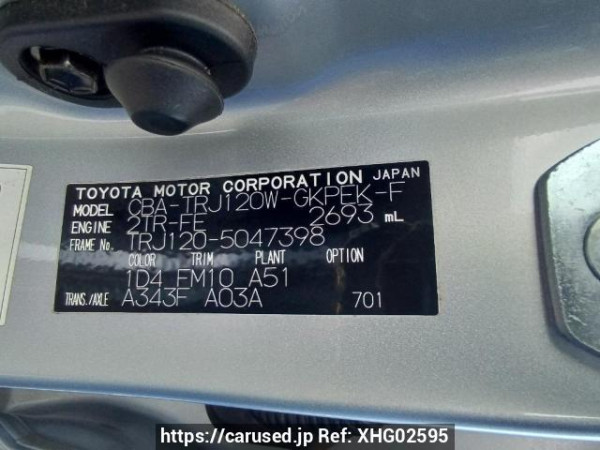 TOYOTA MOTOR CORPORATION JAPAN
MODEL CBA-TRJ120W-GKPEK-F
ENGINE 2TR-FE 2693 mL
FRAME No. TRJ120-5047398
COLOR TRIM PLANT OPTION
1D4 FM10 A51
TRANS./AXLE A343F A03A 701
https://carused.jp Ref: XHG02595